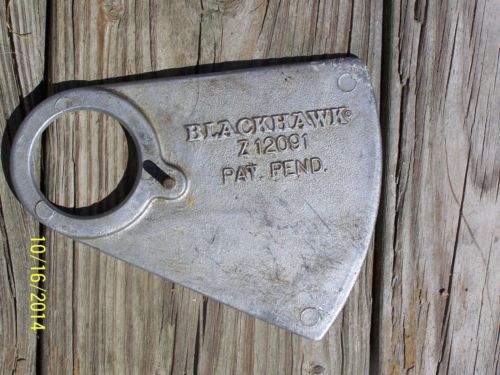 BLACKHAWK®
Z12091
PAT. PEND.
10/16/2014